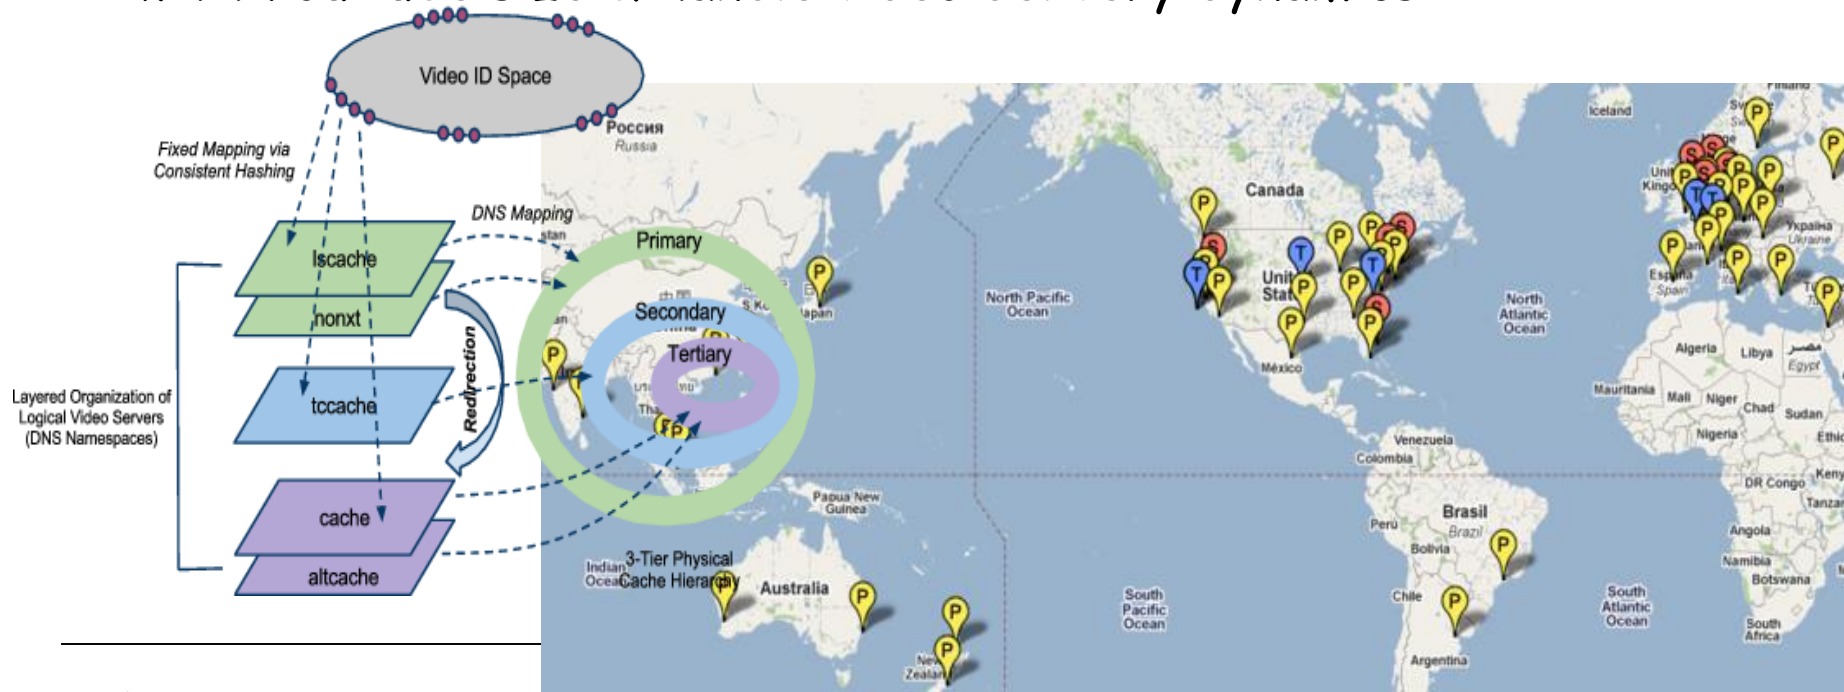 Video ID Space
Fixed Mapping via
Consistent Hashing
DNS Mapping
lscache
nonxt
tccache
cache
altcache
Redirection
Layered Organization of
Logical Video Servers
(DNS Namespaces)
Primary
Secondary
Tertiary
3-Tier Physical
Cache Hierarchy
Россия
Russia
North Pacific
Ocean
Papua New
Guinea
Indian
Australia
New
South
Pacific
Ocean
Canada
México
North
Atlantic
Ocean
Venezuela
Colombia
Perú
Brasil
Brazil
Bolivia
Chile
Argentina
South
Atlantic
Ocean
Iceland
España
Spain
Україна
Ukraine
Algeria
Libya
مصر
Egypt
Mauritania
Mali
Niger
Chad
Sudan
Nigeria
DR Congo
Angola
Namibia
Botswana
South
Africa
P
S
T